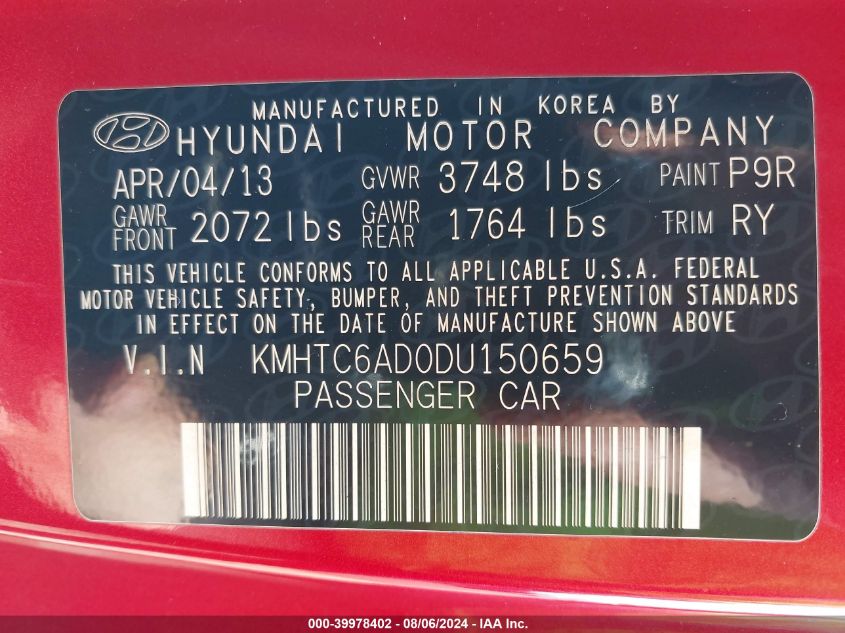 MANUFACTURED IN KOREA BY
HYUNDAI MOTOR COMPANY
APR/04/13 GVWR 3748 lbs PAINT P9R
GAWR FRONT 2072 lbs GAWR REAR 1764 lbs TRIM RY
THIS VEHICLE CONFORMS TO ALL APPLICABLE U.S.A. FEDERAL
MOTOR VEHICLE SAFETY, BUMPER, AND THEFT PREVENTION STANDARDS
IN EFFECT ON THE DATE OF MANUFACTURE SHOWN ABOVE
V.I.N KMHTC6AD0DU150659
PASSENGER CAR
000-39978402 - 08/06/2024 - IAA Inc.